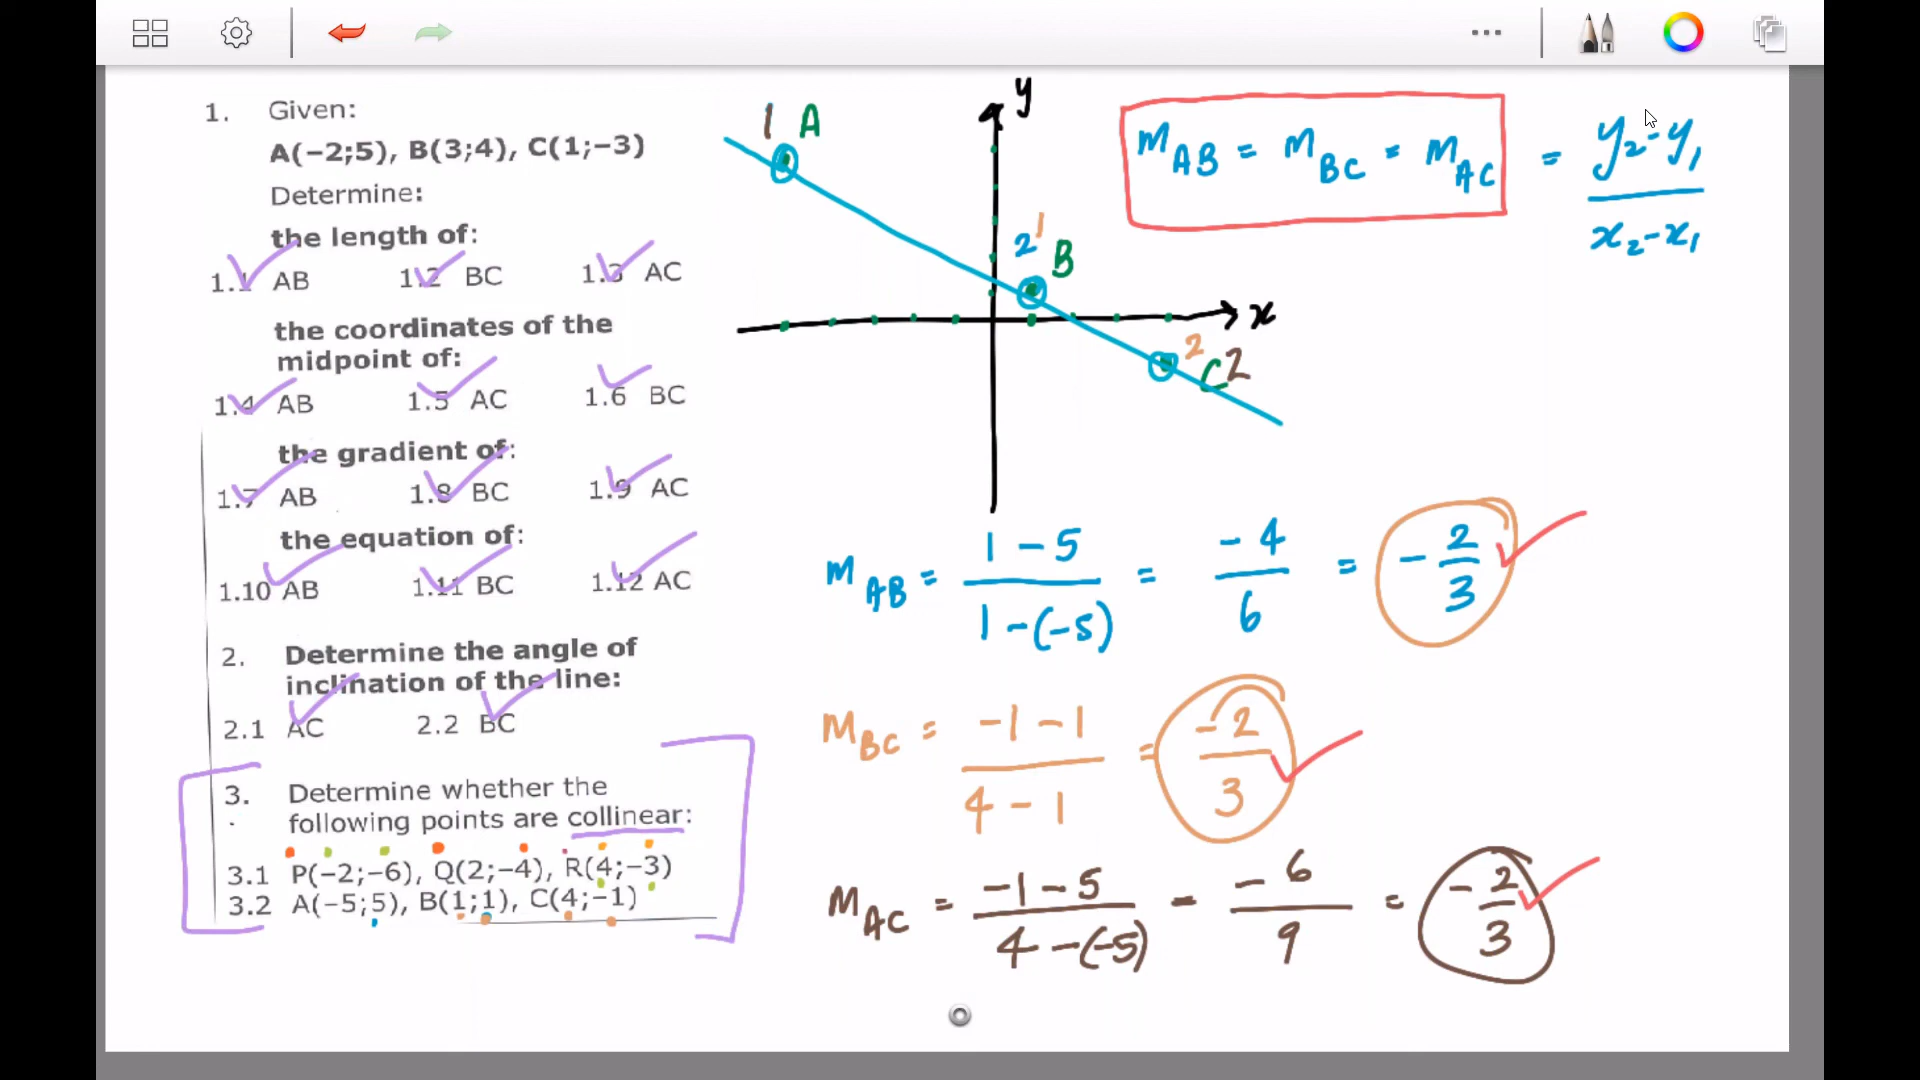 1. Given:
A(−2;5), B(3;4), C(1;−3)
Determine:
the length of:
1.1 AB 1.2 BC 1.3 AC
the coordinates of the
midpoint of:
1.4 AB 1.5 AC 1.6 BC
the gradient of:
1.7 AB 1.8 BC 1.9 AC
the equation of:
1.10 AB 1.11 BC 1.12 AC
2. Determine the angle of
inclination of the line:
2.1 AC 2.2 BC
3. Determine whether the
following points are collinear:
3.1 P(−2;−6), Q(2;−4), R(4;−3)
3.2 A(−5;5), B(1;1), C(4;−1)
y
1 A
2 1 B
x
2 C 2
m_AB = m_BC = m_AC = y₂-y₁
x₂-x₁
m_AB = 1-5 / 1-(-5) = -4 / 6 = - 2/3
m_BC = -1-1 / 4-1 = -2 / 3
m_AC = -1-5 / 4-(-5) - -6 / 9 = - 2/3